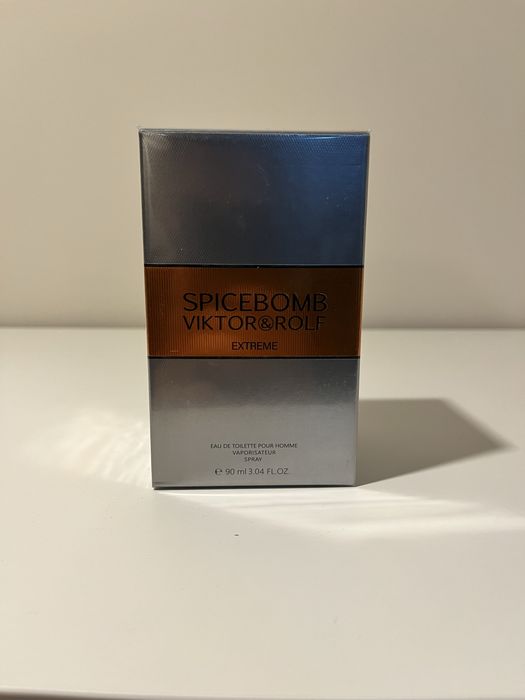 SPICEBOMB
VIKTOR&ROLF
EXTREME
EAU DE TOILETTE POUR HOMME
VAPORISATEUR
SPRAY
℮ 90 ml 3.04 FL.OZ.